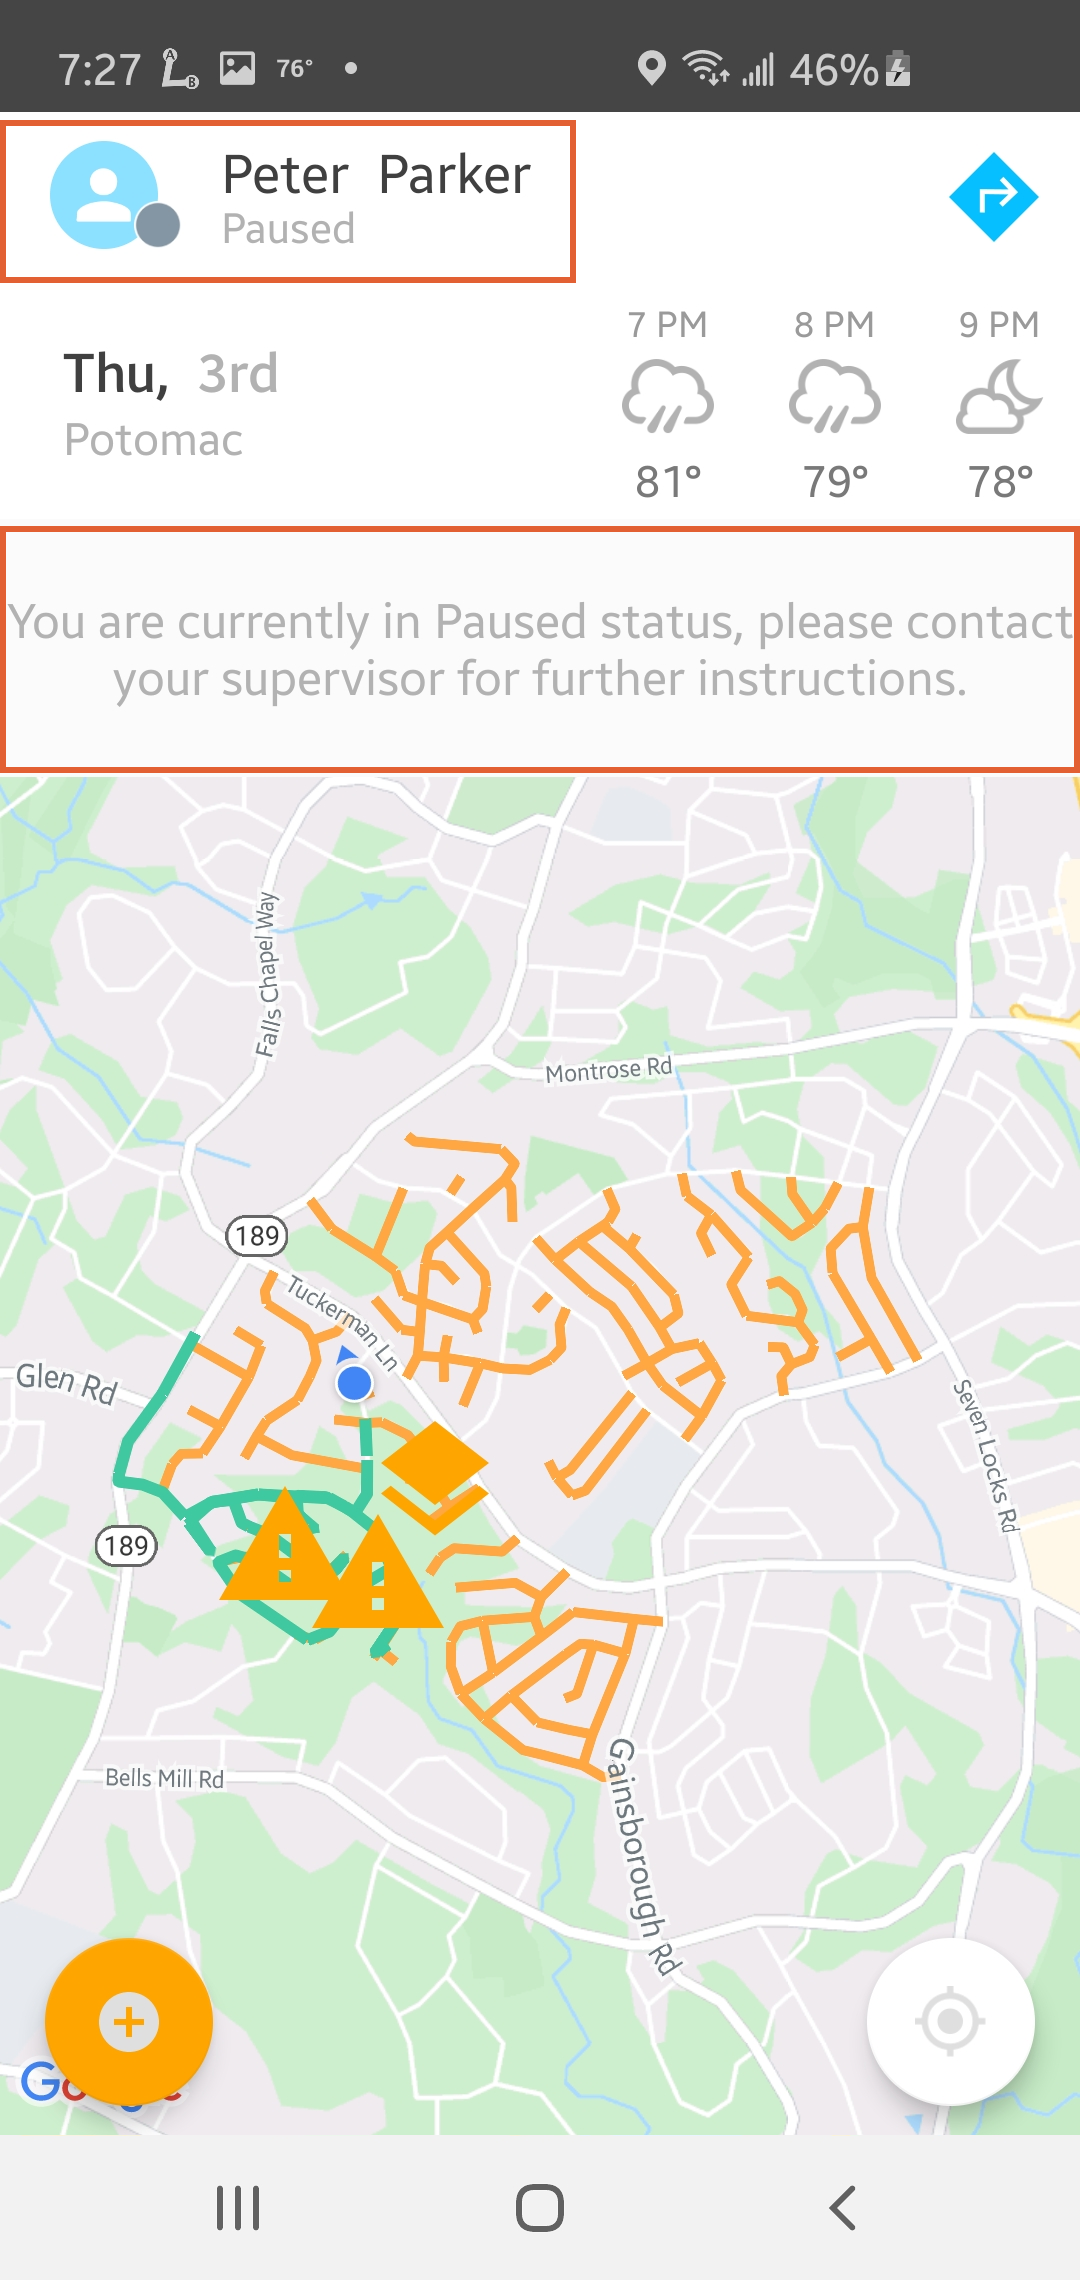 7:27 76° 46%
Peter Parker
Paused
Thu, 3rd
Potomac
7 PM 8 PM 9 PM
81° 79° 78°
You are currently in Paused status, please contact
your supervisor for further instructions.
Falls Chapel Way
Montrose Rd
189
Tuckerman Ln
Glen Rd
Seven Locks Rd
189
Gainsborough Rd
Bells Mill Rd